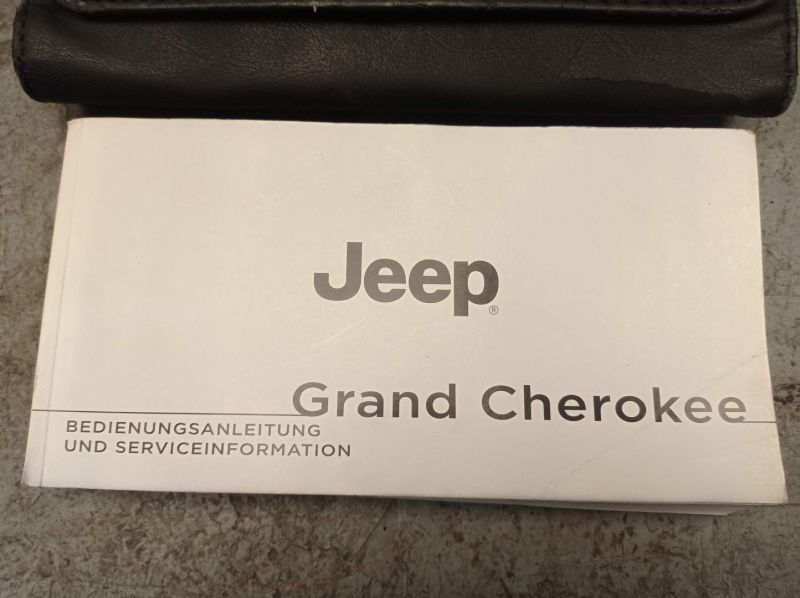 Jeep®
Grand Cherokee
BEDIENUNGSANLEITUNG
UND SERVICEINFORMATION